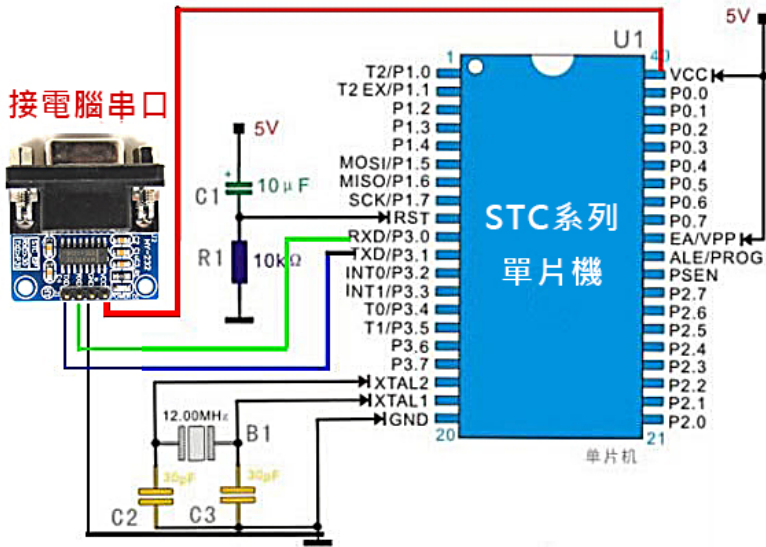 5V
U1
1
40
T2/P1.0
T2 EX/P1.1
P1.2
P1.3
P1.4
MOSI/P1.5
MISO/P1.6
SCK/P1.7
RST
RXD/P3.0
TXD/P3.1
INT0/P3.2
INT1/P3.3
T0/P3.4
T1/P3.5
P3.6
P3.7
XTAL2
XTAL1
GND
20
VCC
P0.0
P0.1
P0.2
P0.3
P0.4
P0.5
P0.6
P0.7
EA/VPP
ALE/PROG
PSEN
P2.7
P2.6
P2.5
P2.4
P2.3
P2.2
P2.1
P2.0
21
STC系列
單片機
单片机
接電腦串口
5V
C1
+
10μF
R1
10kΩ
12.00MHz
B1
30pF
30pF
C2
C3
HY-232